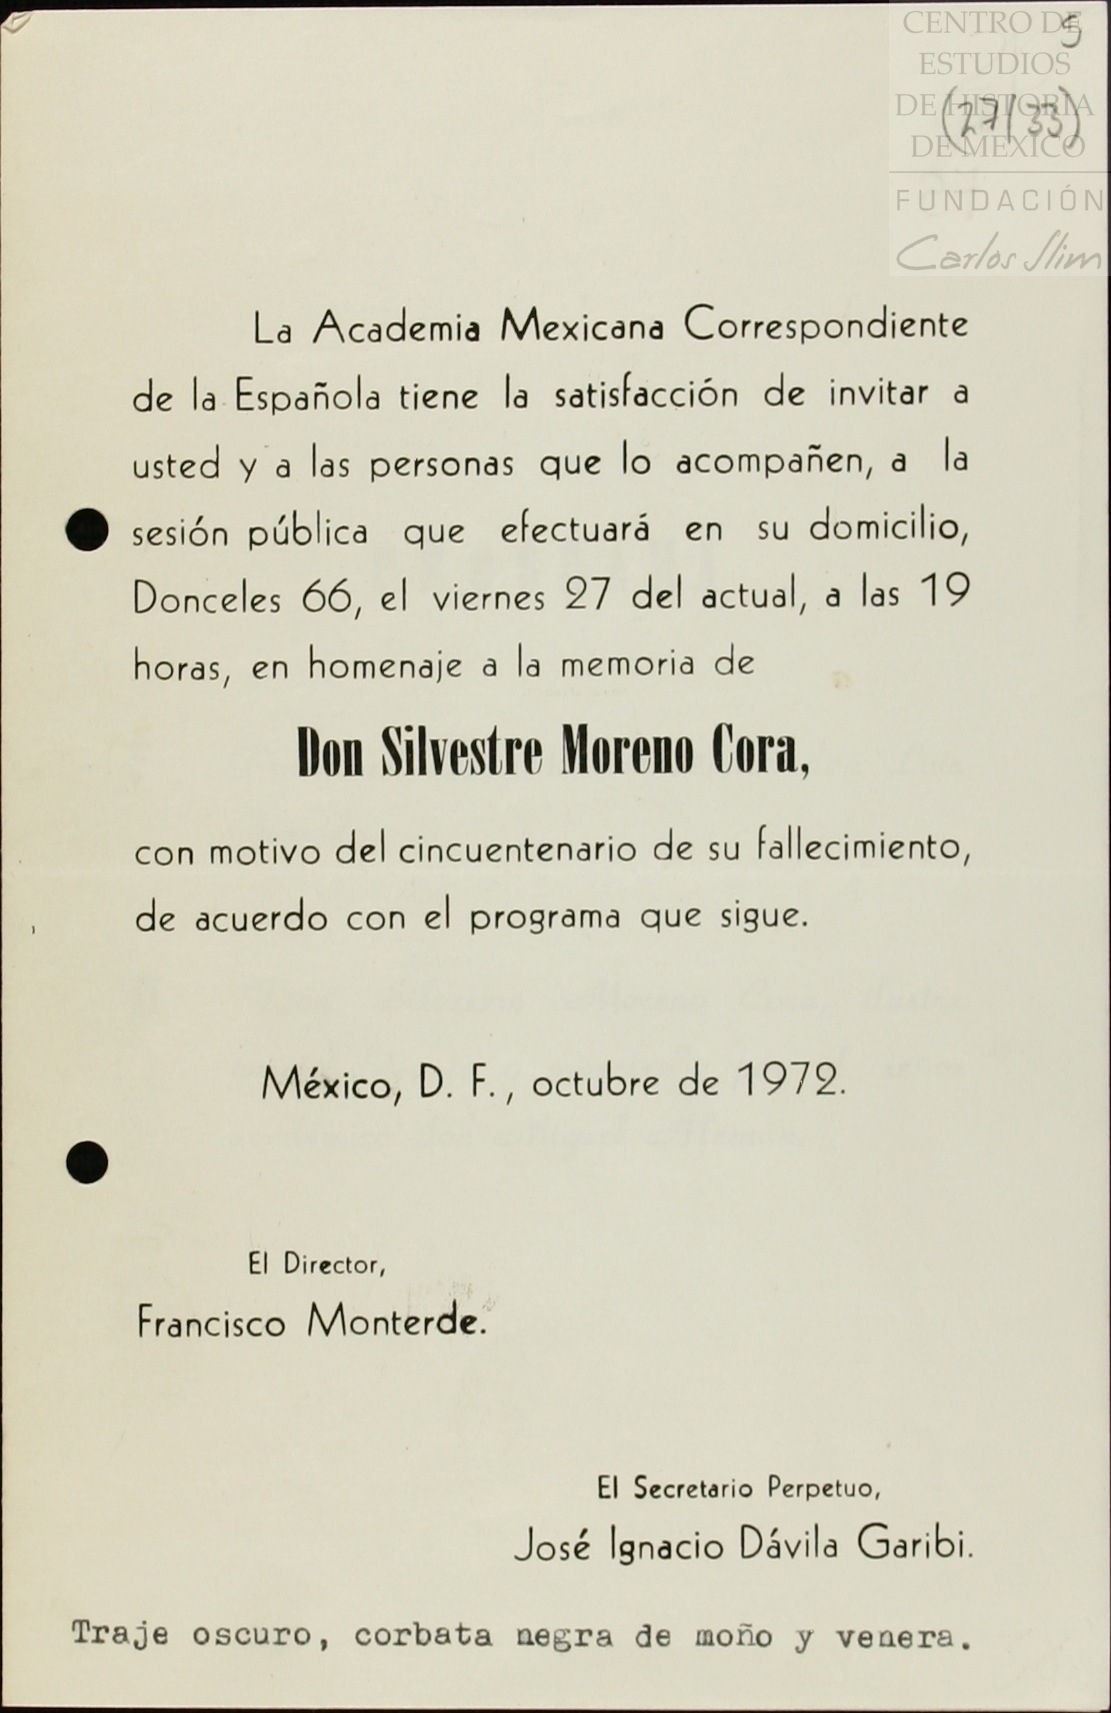 CENTRO DE
ESTUDIOS
DE HISTORIA
DE MÉXICO
FUNDACIÓN
Carlos Slim
5
(27/33)
La Academia Mexicana Correspondiente
de la Española tiene la satisfacción de invitar a
usted y a las personas que lo acompañen, a la
sesión pública que efectuará en su domicilio,
Donceles 66, el viernes 27 del actual, a las 19
horas, en homenaje a la memoria de
Don Silvestre Moreno Cora,
con motivo del cincuentenario de su fallecimiento,
de acuerdo con el programa que sigue.
México, D. F., octubre de 1972.
El Director,
Francisco Monterde.
El Secretario Perpetuo,
José Ignacio Dávila Garibi.
Traje oscuro, corbata negra de moño y venera.